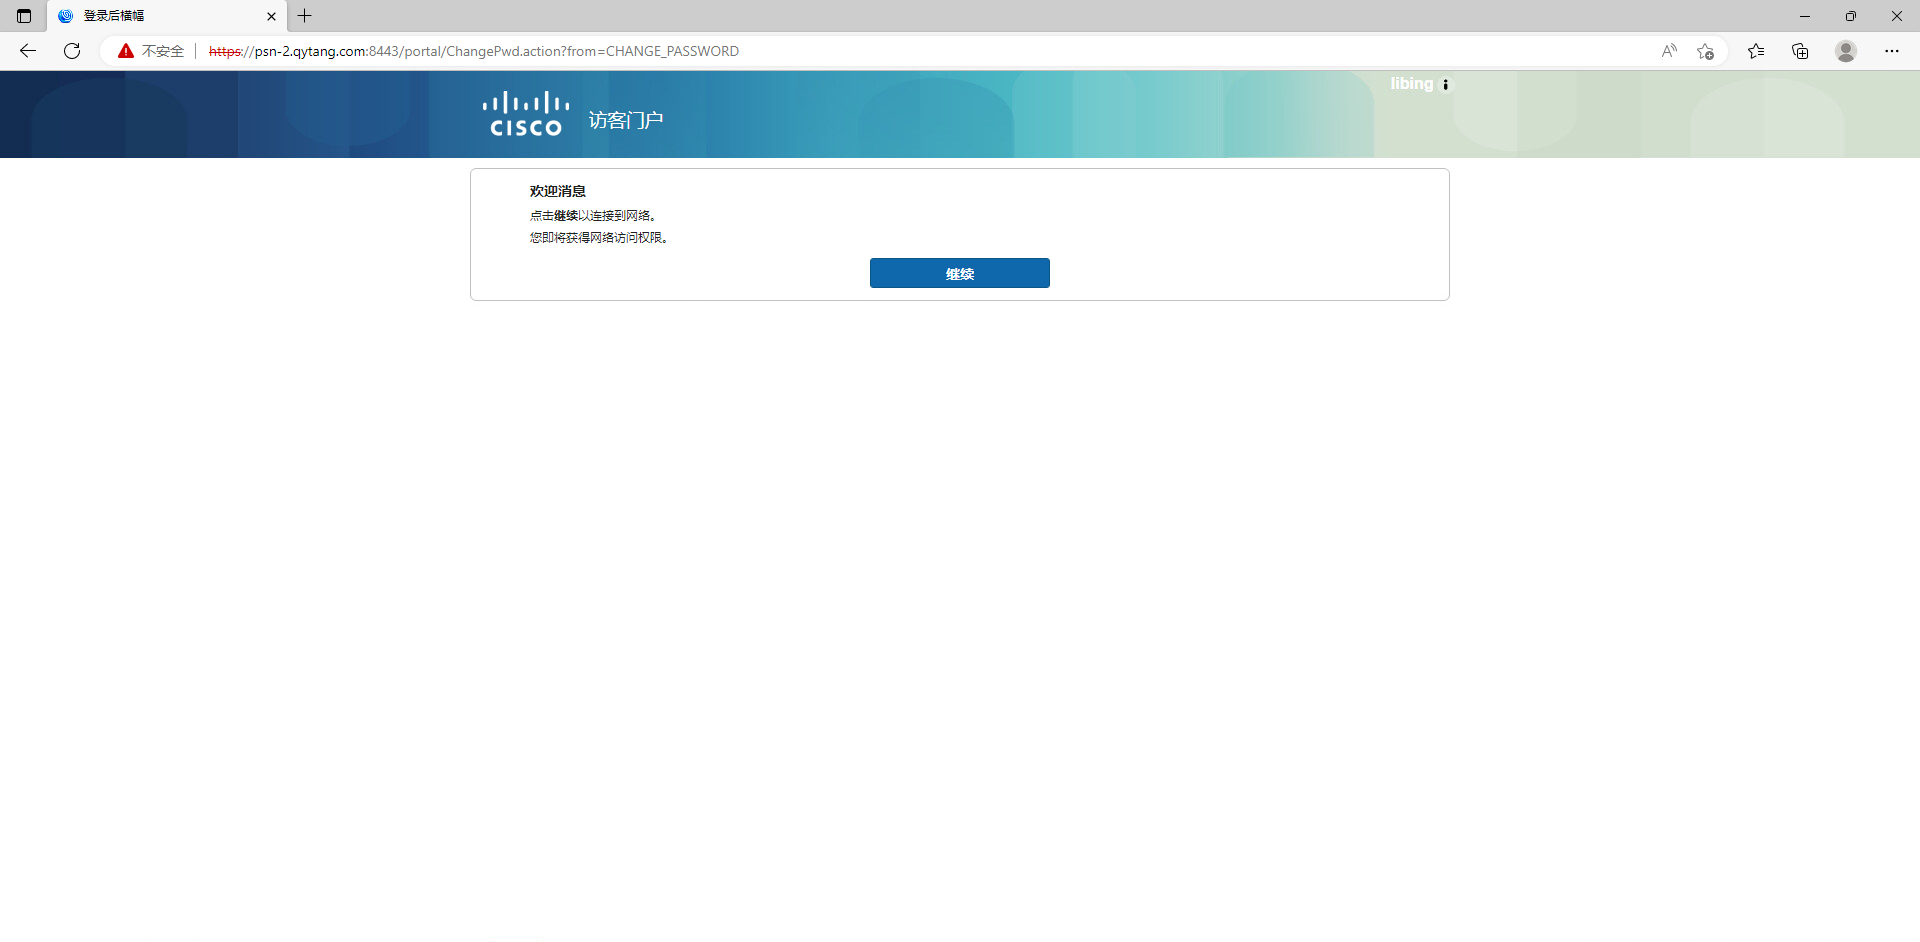 登录后横幅
不安全 https://psn-2.qytang.com:8443/portal/ChangePwd.action?from=CHANGE_PASSWORD
libing
CISCO 访客门户
欢迎消息
点击继续以连接到网络。
您即将获得网络访问权限。
继续